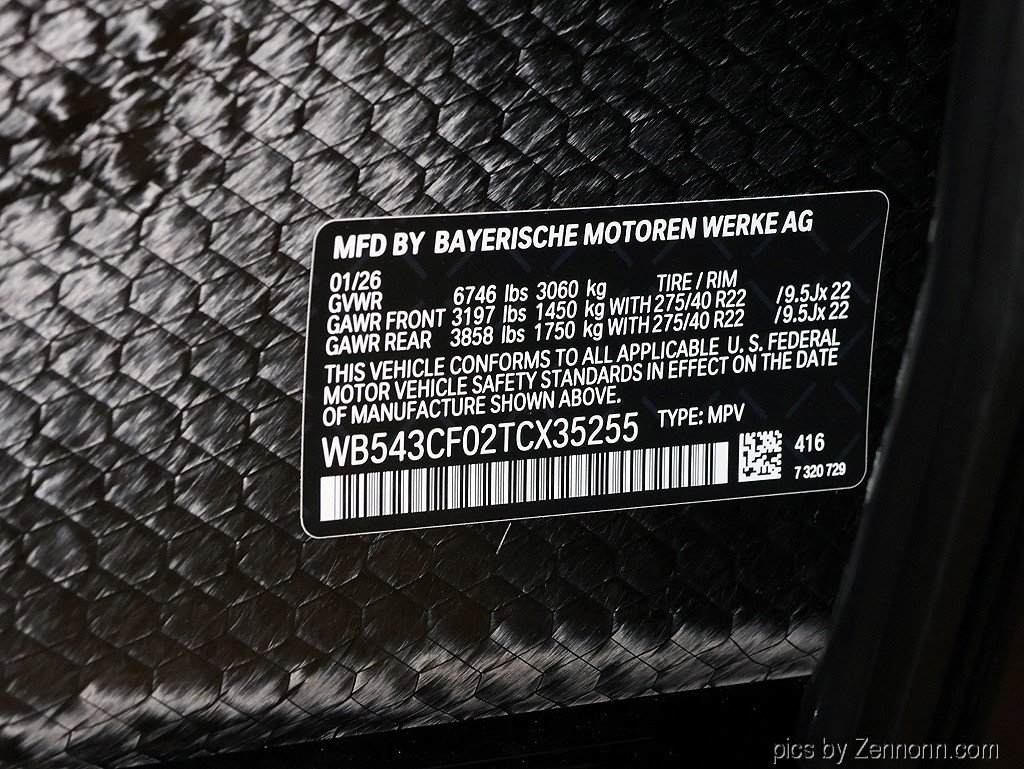 MFD BY BAYERISCHE MOTOREN WERKE AG
01/26
TIRE / RIM
GVWR 6746 lbs 3060 kg
GAWR FRONT 3197 lbs 1450 kg WITH 275/40 R22 /9.5Jx 22
GAWR REAR 3858 lbs 1750 kg WITH 275/40 R22 /9.5Jx 22
THIS VEHICLE CONFORMS TO ALL APPLICABLE U. S. FEDERAL
MOTOR VEHICLE SAFETY STANDARDS IN EFFECT ON THE DATE
OF MANUFACTURE SHOWN ABOVE.
WB543CF02TCX35255 TYPE: MPV
416
7 320 729
pics by Zennonn.com